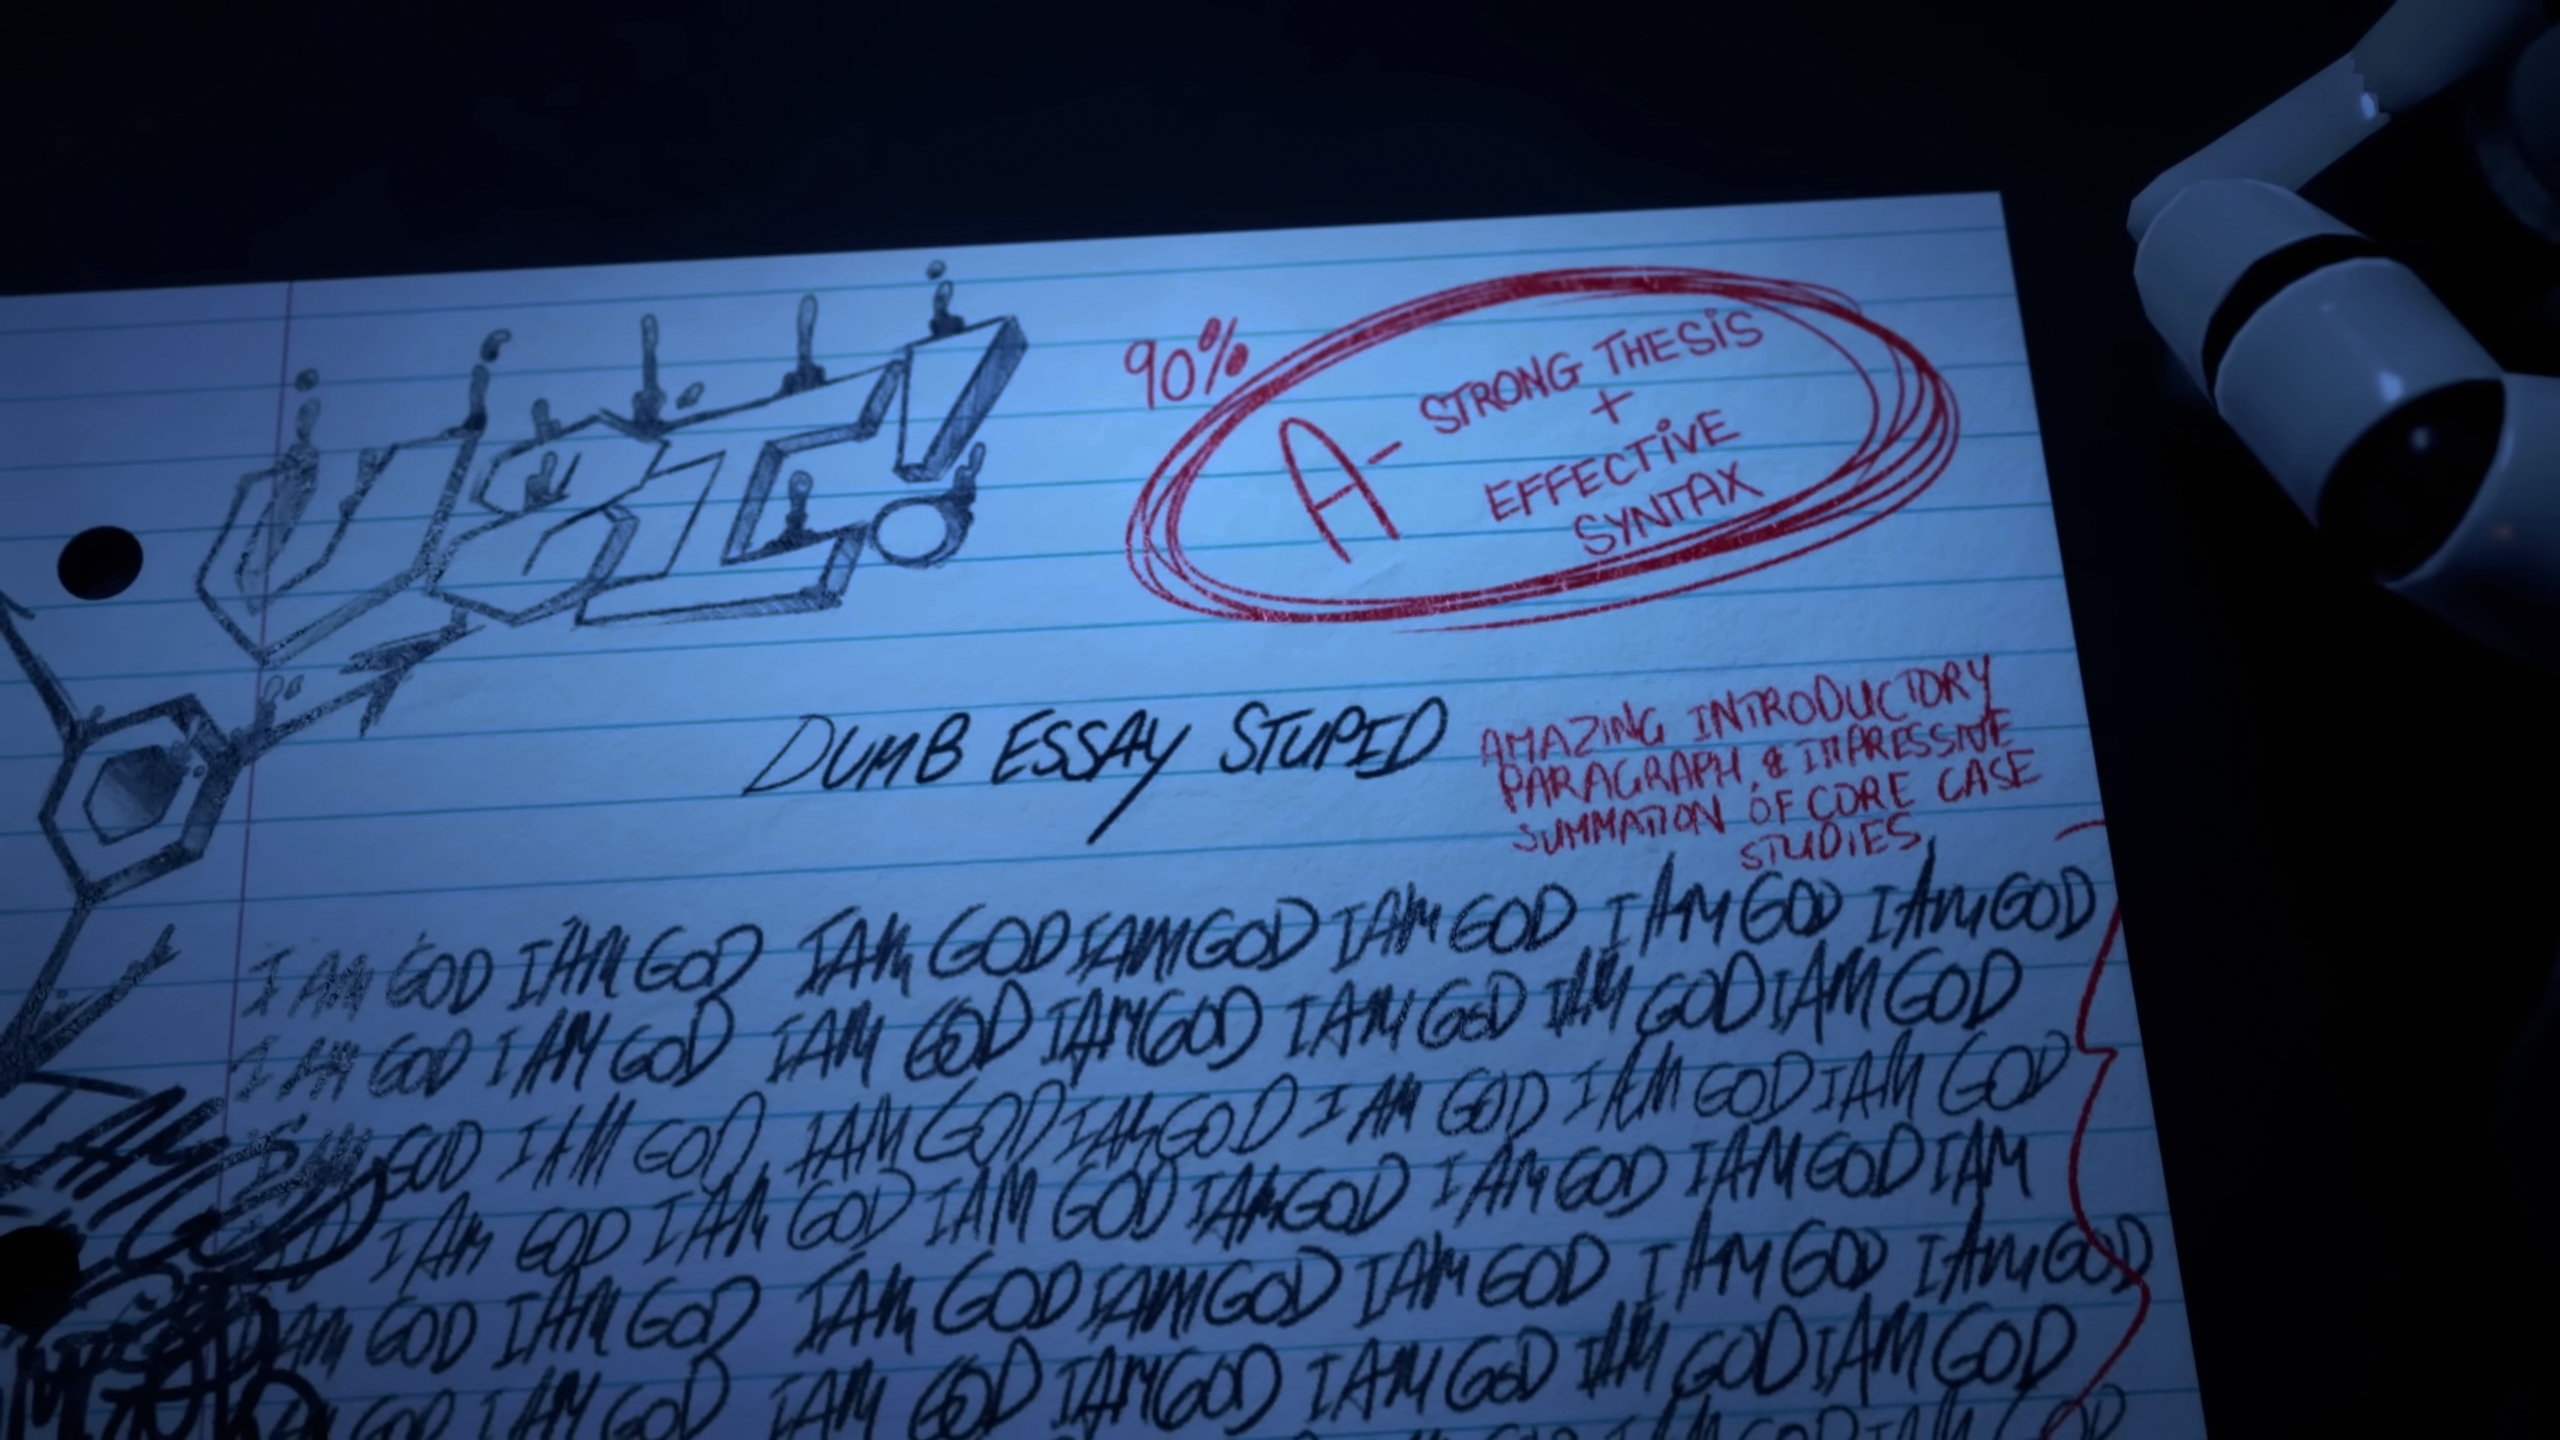 UZI!
90%
A- STRONG THESIS
+
EFFECTIVE
SYNTAX
DUMB ESSAY STUPID
AMAZING INTRODUCTORY
PARAGRAPH, & IMPRESSIVE
SUMMATION OF CORE CASE
STUDIES
I AM GOD I AM GOD I AM GOD I AM GOD I AM GOD I AM GOD I AM GOD
I AM GOD I AM GOD I AM GOD I AM GOD I AM GOD I AM GOD I AM GOD
I AM GOD I AM GOD I AM GOD I AM GOD I AM GOD I AM GOD I AM GOD
I AM GOD I AM GOD I AM GOD I AM GOD I AM GOD I AM GOD I AM
AM GOD I AM GOD I AM GOD I AM GOD I AM GOD I AM GOD I AM GOD
GOD I AM GOD I AM GOD I AM GOD I AM GOD I AM GOD I AM GOD
I AM
GOD